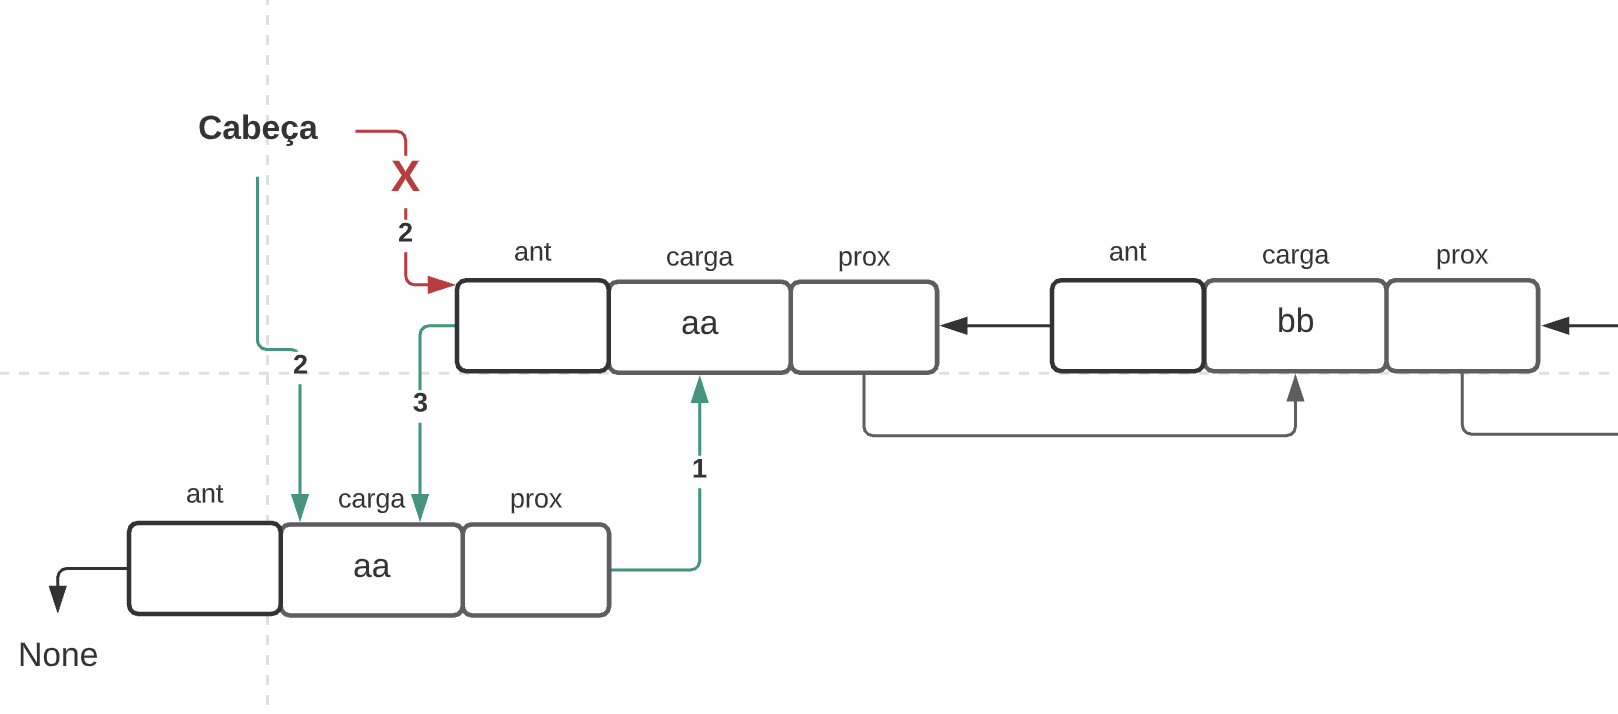 Cabeça
X
2
ant carga prox ant carga prox
aa bb
2
3
1
ant carga prox
aa
None